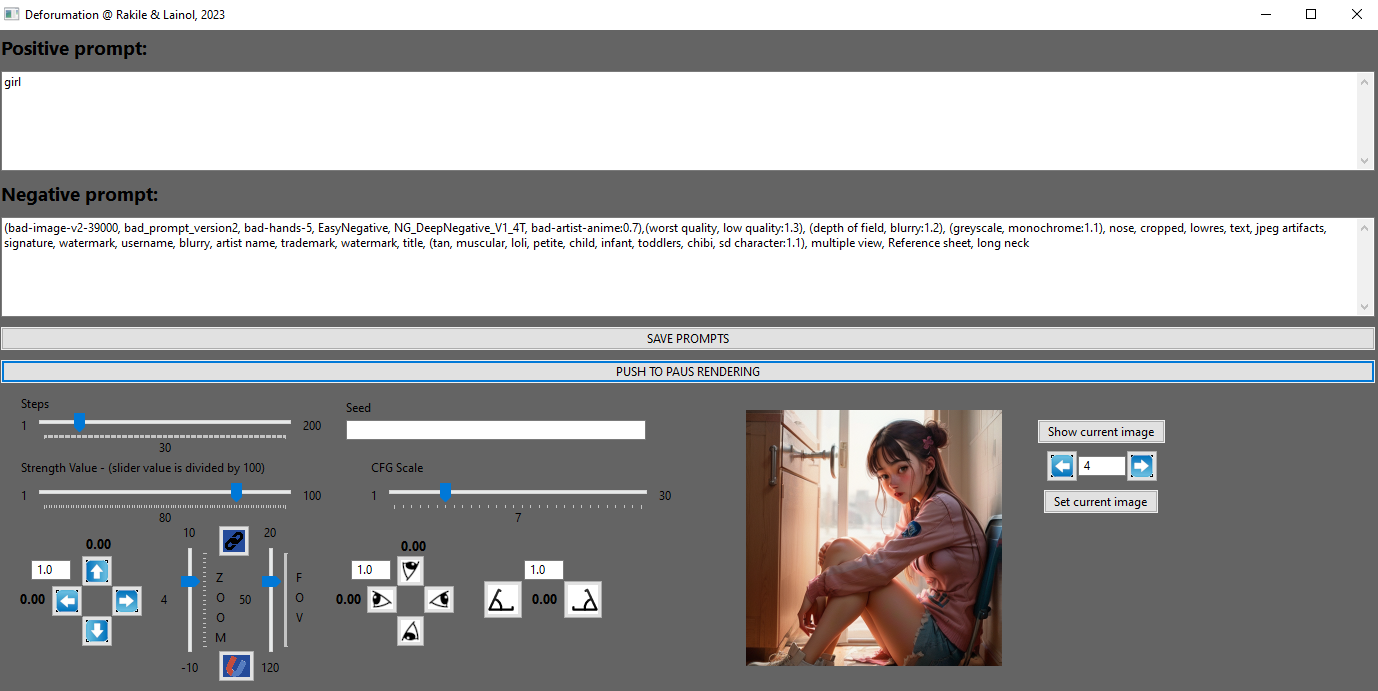 Deforumation @ Rakile & Lainol, 2023
Positive prompt:
girl
Negative prompt:
(bad-image-v2-39000, bad_prompt_version2, bad-hands-5, EasyNegative, NG_DeepNegative_V1_4T, bad-artist-anime:0.7),(worst quality, low quality:1.3), (depth of field, blurry:1.2), (greyscale, monochrome:1.1), nose, cropped, lowres, text, jpeg artifacts,
signature, watermark, username, blurry, artist name, trademark, watermark, title, (tan, muscular, loli, petite, child, infant, toddlers, chibi, sd character:1.1), multiple view, Reference sheet, long neck
SAVE PROMPTS
PUSH TO PAUS RENDERING
Steps
1
200
30
Seed
Strength Value - (slider value is divided by 100)
1
100
80
CFG Scale
1
30
7
Show current image
4
Set current image
0.00
1.0
0.00
10
4
-10
Z
O
O
M
20
50
120
F
O
V
0.00
1.0
0.00
1.0
0.00